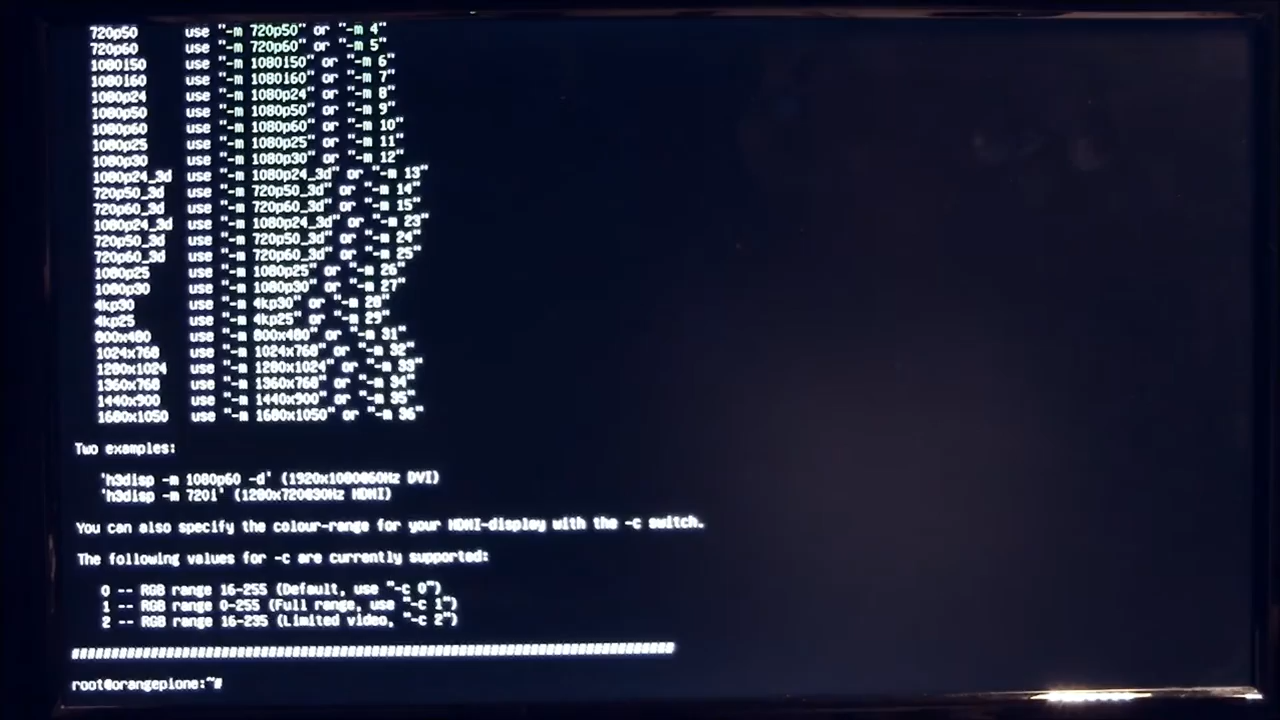 720p50 use "-m 720p50" or "-m 4"
720p60 use "-m 720p60" or "-m 5"
1080i50 use "-m 1080i50" or "-m 6"
1080i60 use "-m 1080i60" or "-m 7"
1080p24 use "-m 1080p24" or "-m 8"
1080p50 use "-m 1080p50" or "-m 9"
1080p60 use "-m 1080p60" or "-m 10"
1080p25 use "-m 1080p25" or "-m 11"
1080p30 use "-m 1080p30" or "-m 12"
1080p24_3d use "-m 1080p24_3d" or "-m 13"
720p50_3d use "-m 720p50_3d" or "-m 14"
720p60_3d use "-m 720p60_3d" or "-m 15"
1080p24_3d use "-m 1080p24_3d" or "-m 23"
720p50_3d use "-m 720p50_3d" or "-m 24"
720p60_3d use "-m 720p60_3d" or "-m 25"
1080p25 use "-m 1080p25" or "-m 26"
1080p30 use "-m 1080p30" or "-m 27"
4kp30 use "-m 4kp30" or "-m 28"
4kp25 use "-m 4kp25" or "-m 29"
800x480 use "-m 800x480" or "-m 31"
1024x768 use "-m 1024x768" or "-m 32"
1280x1024 use "-m 1280x1024" or "-m 33"
1360x768 use "-m 1360x768" or "-m 34"
1440x900 use "-m 1440x900" or "-m 35"
1680x1050 use "-m 1680x1050" or "-m 36"
Two examples:
'h3disp -m 1080p60 -d' (1920x1080@60Hz DVI)
'h3disp -m 720i' (1280x720@30Hz HDMI)
You can also specify the colour-range for your HDMI-display with the -c switch.
The following values for -c are currently supported:
0 -- RGB range 16-255 (Default, use "-c 0")
1 -- RGB range 0-255 (Full range, use "-c 1")
2 -- RGB range 16-235 (Limited video, "-c 2")
###########################################################################
root@orangepione:~#